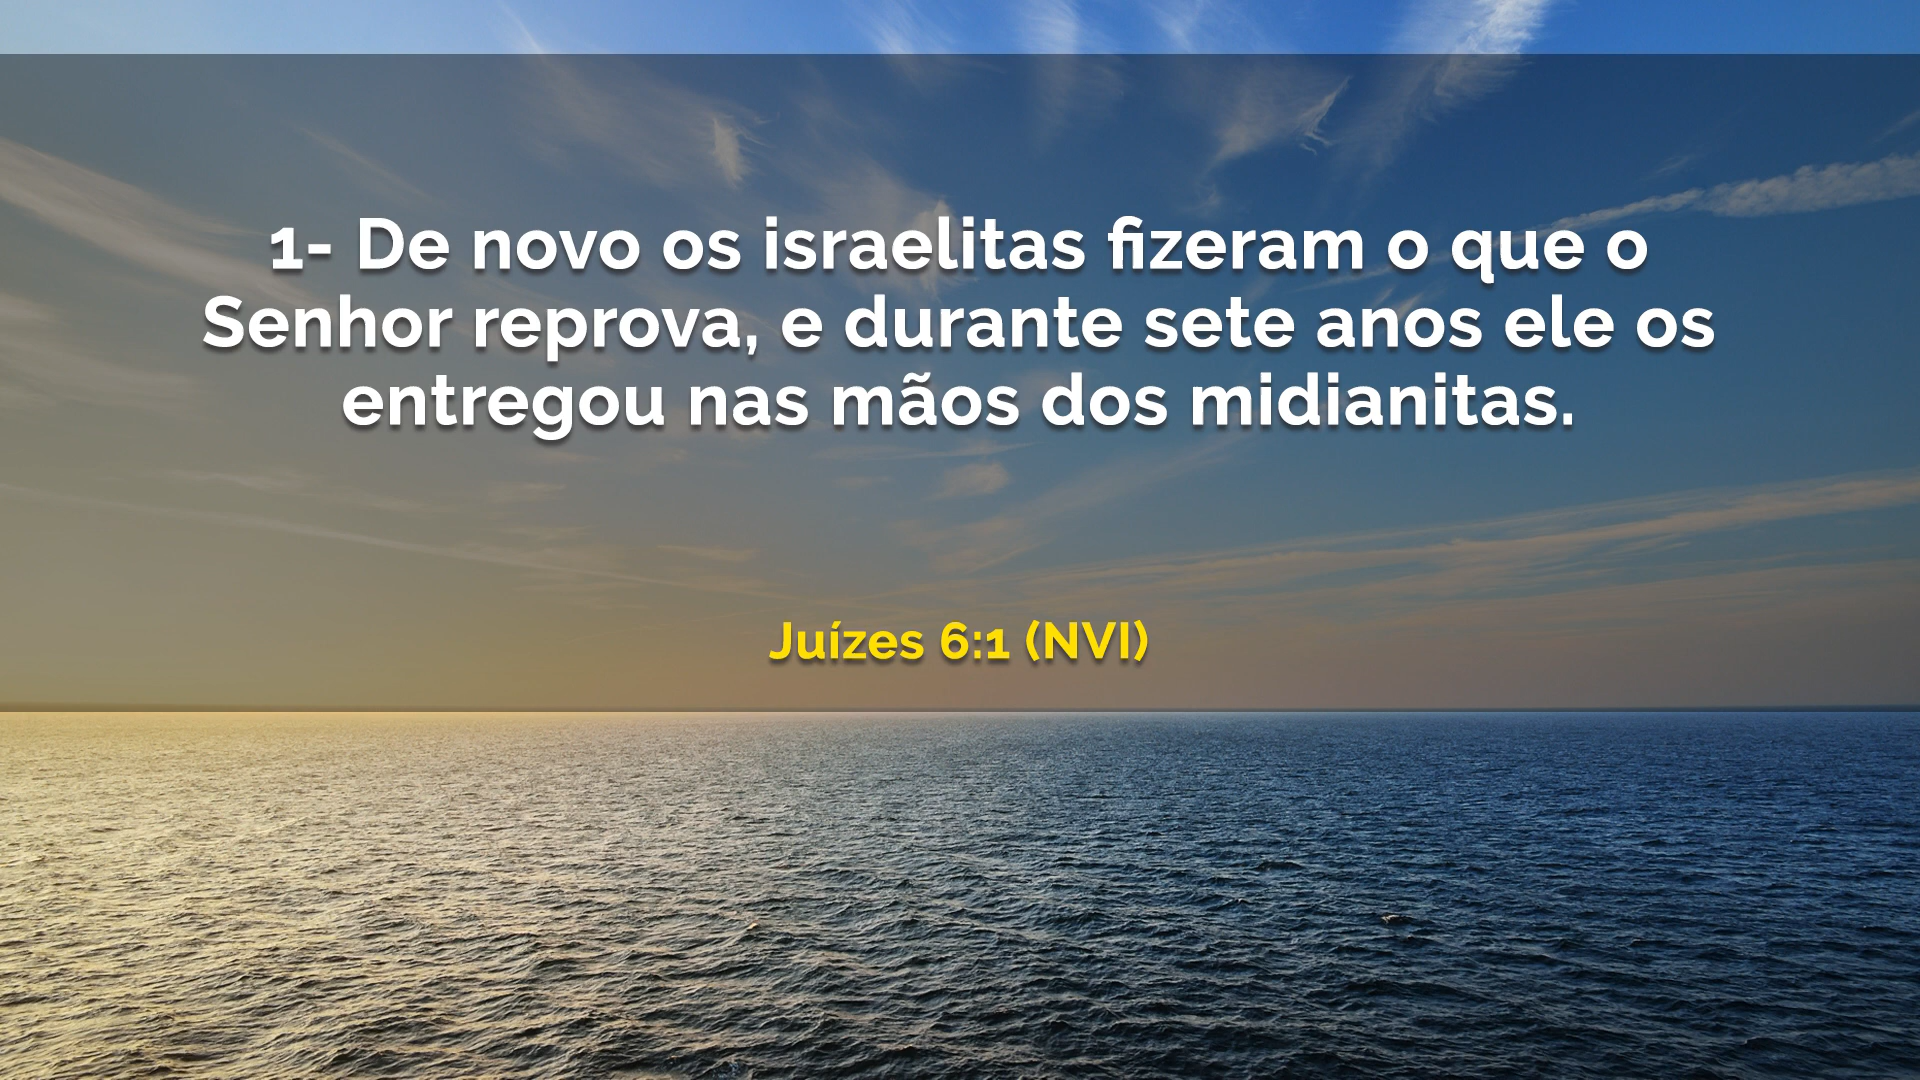 1- De novo os israelitas fizeram o que o
Senhor reprova, e durante sete anos ele os
entregou nas mãos dos midianitas.
Juízes 6:1 (NVI)